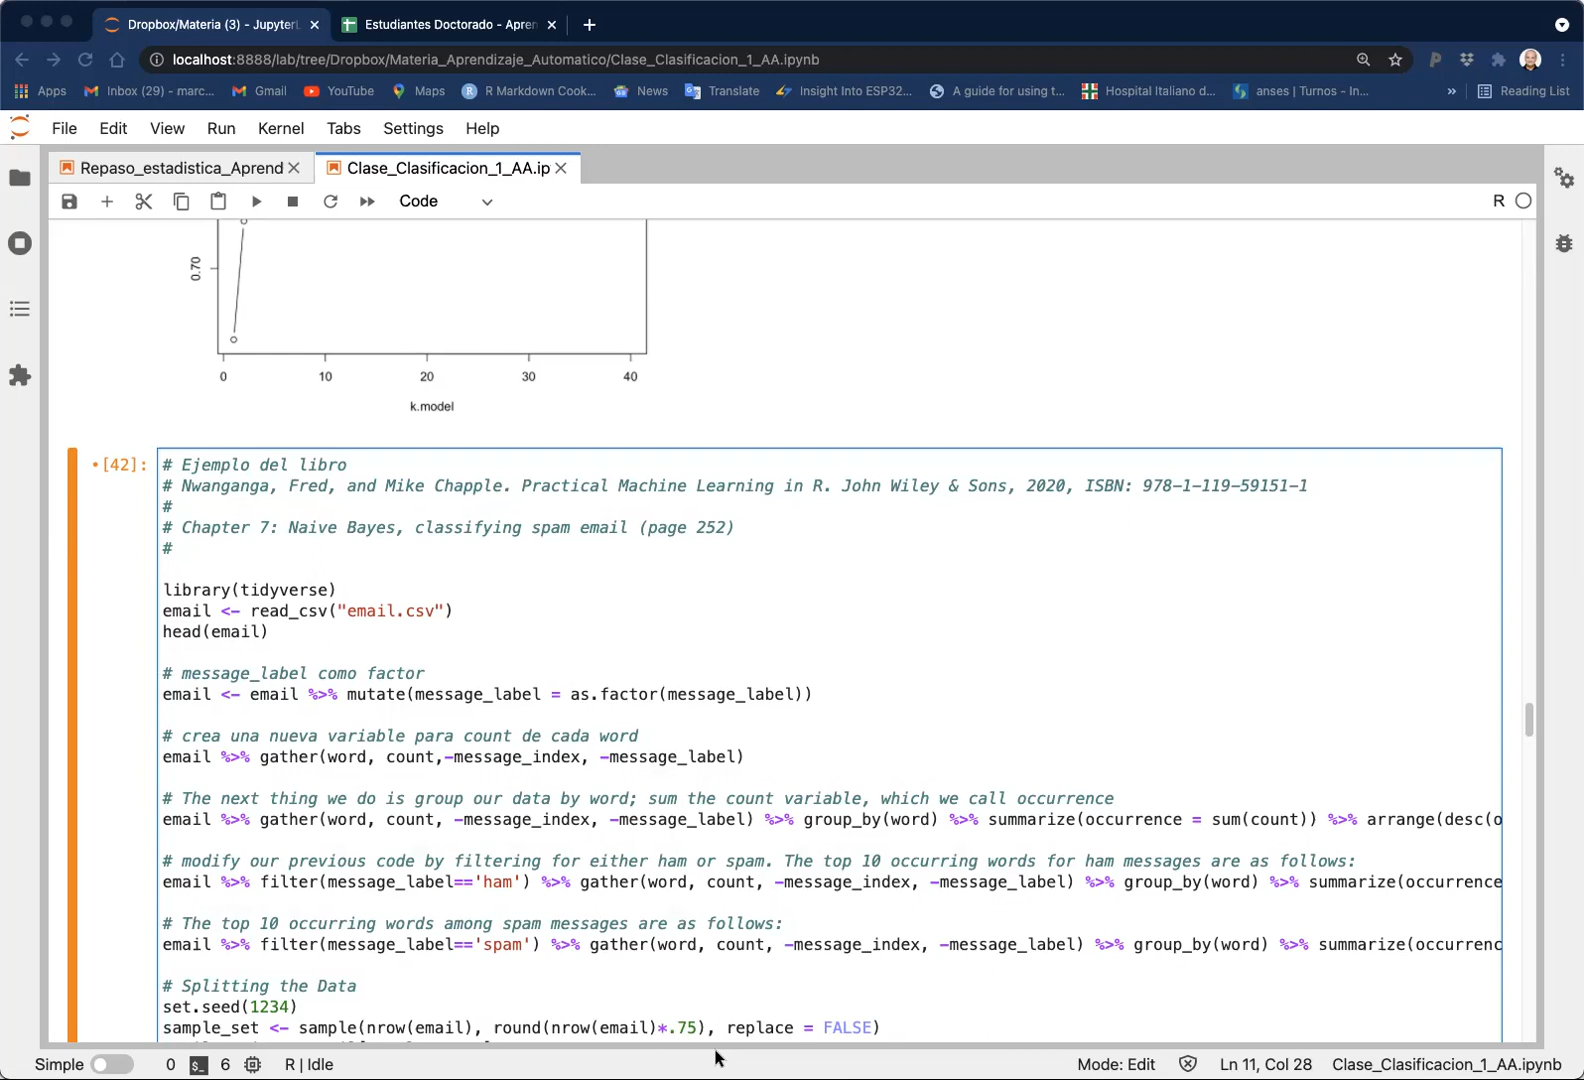 Dropbox/Materia (3) - JupyterL
Estudiantes Doctorado - Apren
localhost:8888/lab/tree/Dropbox/Materia_Aprendizaje_Automatico/Clase_Clasificacion_1_AA.ipynb
Apps
Inbox (29) - marc...
Gmail
YouTube
Maps
R Markdown Cook...
News
Translate
Insight Into ESP32...
A guide for using t...
Hospital Italiano d...
anses | Turnos - In...
»
Reading List
File Edit View Run Kernel Tabs Settings Help
Repaso_estadistica_Aprend
Clase_Clasificacion_1_AA.ip
Code
R
0.70
0 10 20 30 40
k.model
•[42]:
# Ejemplo del libro
# Nwanganga, Fred, and Mike Chapple. Practical Machine Learning in R. John Wiley & Sons, 2020, ISBN: 978-1-119-59151-1
#
# Chapter 7: Naive Bayes, classifying spam email (page 252)
#
library(tidyverse)
email <- read_csv("email.csv")
head(email)
# message_label como factor
email <- email %>% mutate(message_label = as.factor(message_label))
# crea una nueva variable para count de cada word
email %>% gather(word, count,-message_index, -message_label)
# The next thing we do is group our data by word; sum the count variable, which we call occurrence
email %>% gather(word, count, -message_index, -message_label) %>% group_by(word) %>% summarize(occurrence = sum(count)) %>% arrange(desc(o
# modify our previous code by filtering for either ham or spam. The top 10 occurring words for ham messages are as follows:
email %>% filter(message_label=='ham') %>% gather(word, count, -message_index, -message_label) %>% group_by(word) %>% summarize(occurrence
# The top 10 occurring words among spam messages are as follows:
email %>% filter(message_label=='spam') %>% gather(word, count, -message_index, -message_label) %>% group_by(word) %>% summarize(occurrenc
# Splitting the Data
set.seed(1234)
sample_set <- sample(nrow(email), round(nrow(email)*.75), replace = FALSE)
Simple
0
6
R | Idle
Mode: Edit
Ln 11, Col 28
Clase_Clasificacion_1_AA.ipynb